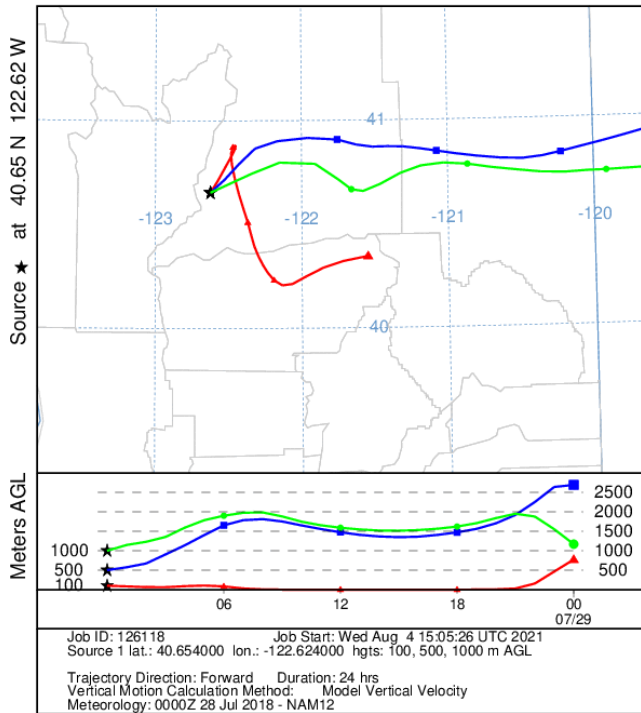 Source ★ at 40.65 N 122.62 W
41
-123
-122
-121
-120
40
Meters AGL
2500
2000
1500
1000
1000
500
500
100
06
12
18
00
07/29
Job ID: 126118 Job Start: Wed Aug 4 15:05:26 UTC 2021
Source 1 lat.: 40.654000 lon.: -122.624000 hgts: 100, 500, 1000 m AGL
Trajectory Direction: Forward Duration: 24 hrs
Vertical Motion Calculation Method: Model Vertical Velocity
Meteorology: 0000Z 28 Jul 2018 - NAM12